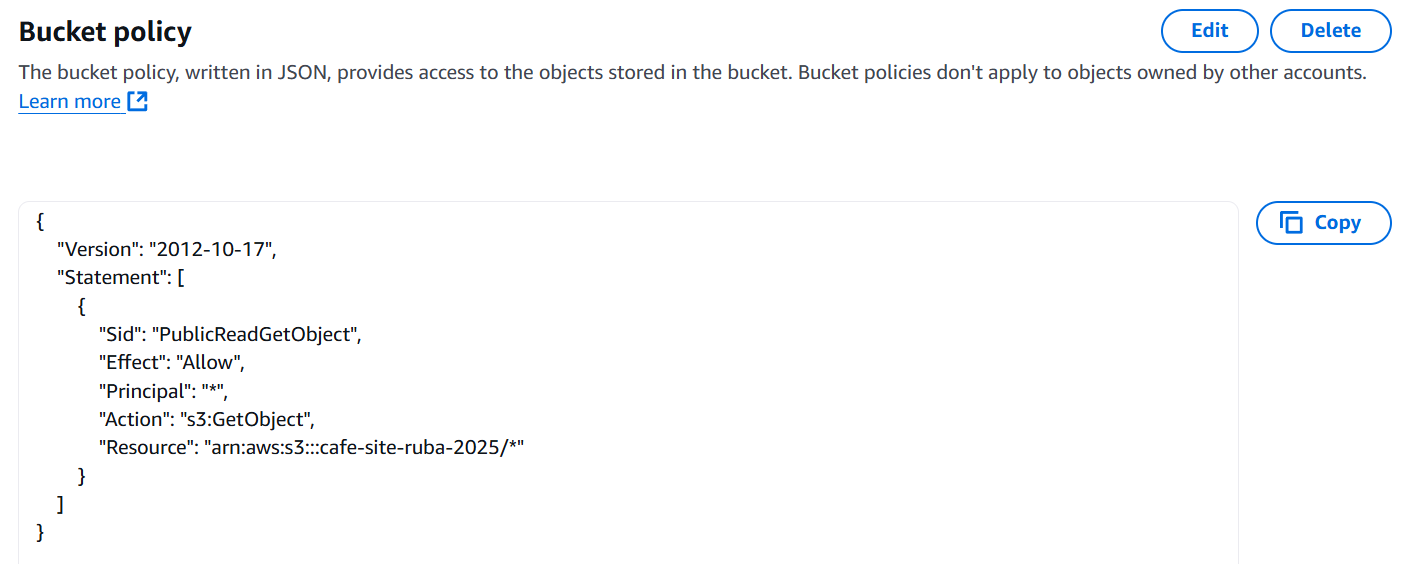 Bucket policy
Edit
Delete
The bucket policy, written in JSON, provides access to the objects stored in the bucket. Bucket policies don't apply to objects owned by other accounts.
Learn more
Copy
{
"Version": "2012-10-17",
"Statement": [
{
"Sid": "PublicReadGetObject",
"Effect": "Allow",
"Principal": "*",
"Action": "s3:GetObject",
"Resource": "arn:aws:s3:::cafe-site-ruba-2025/*"
}
]
}